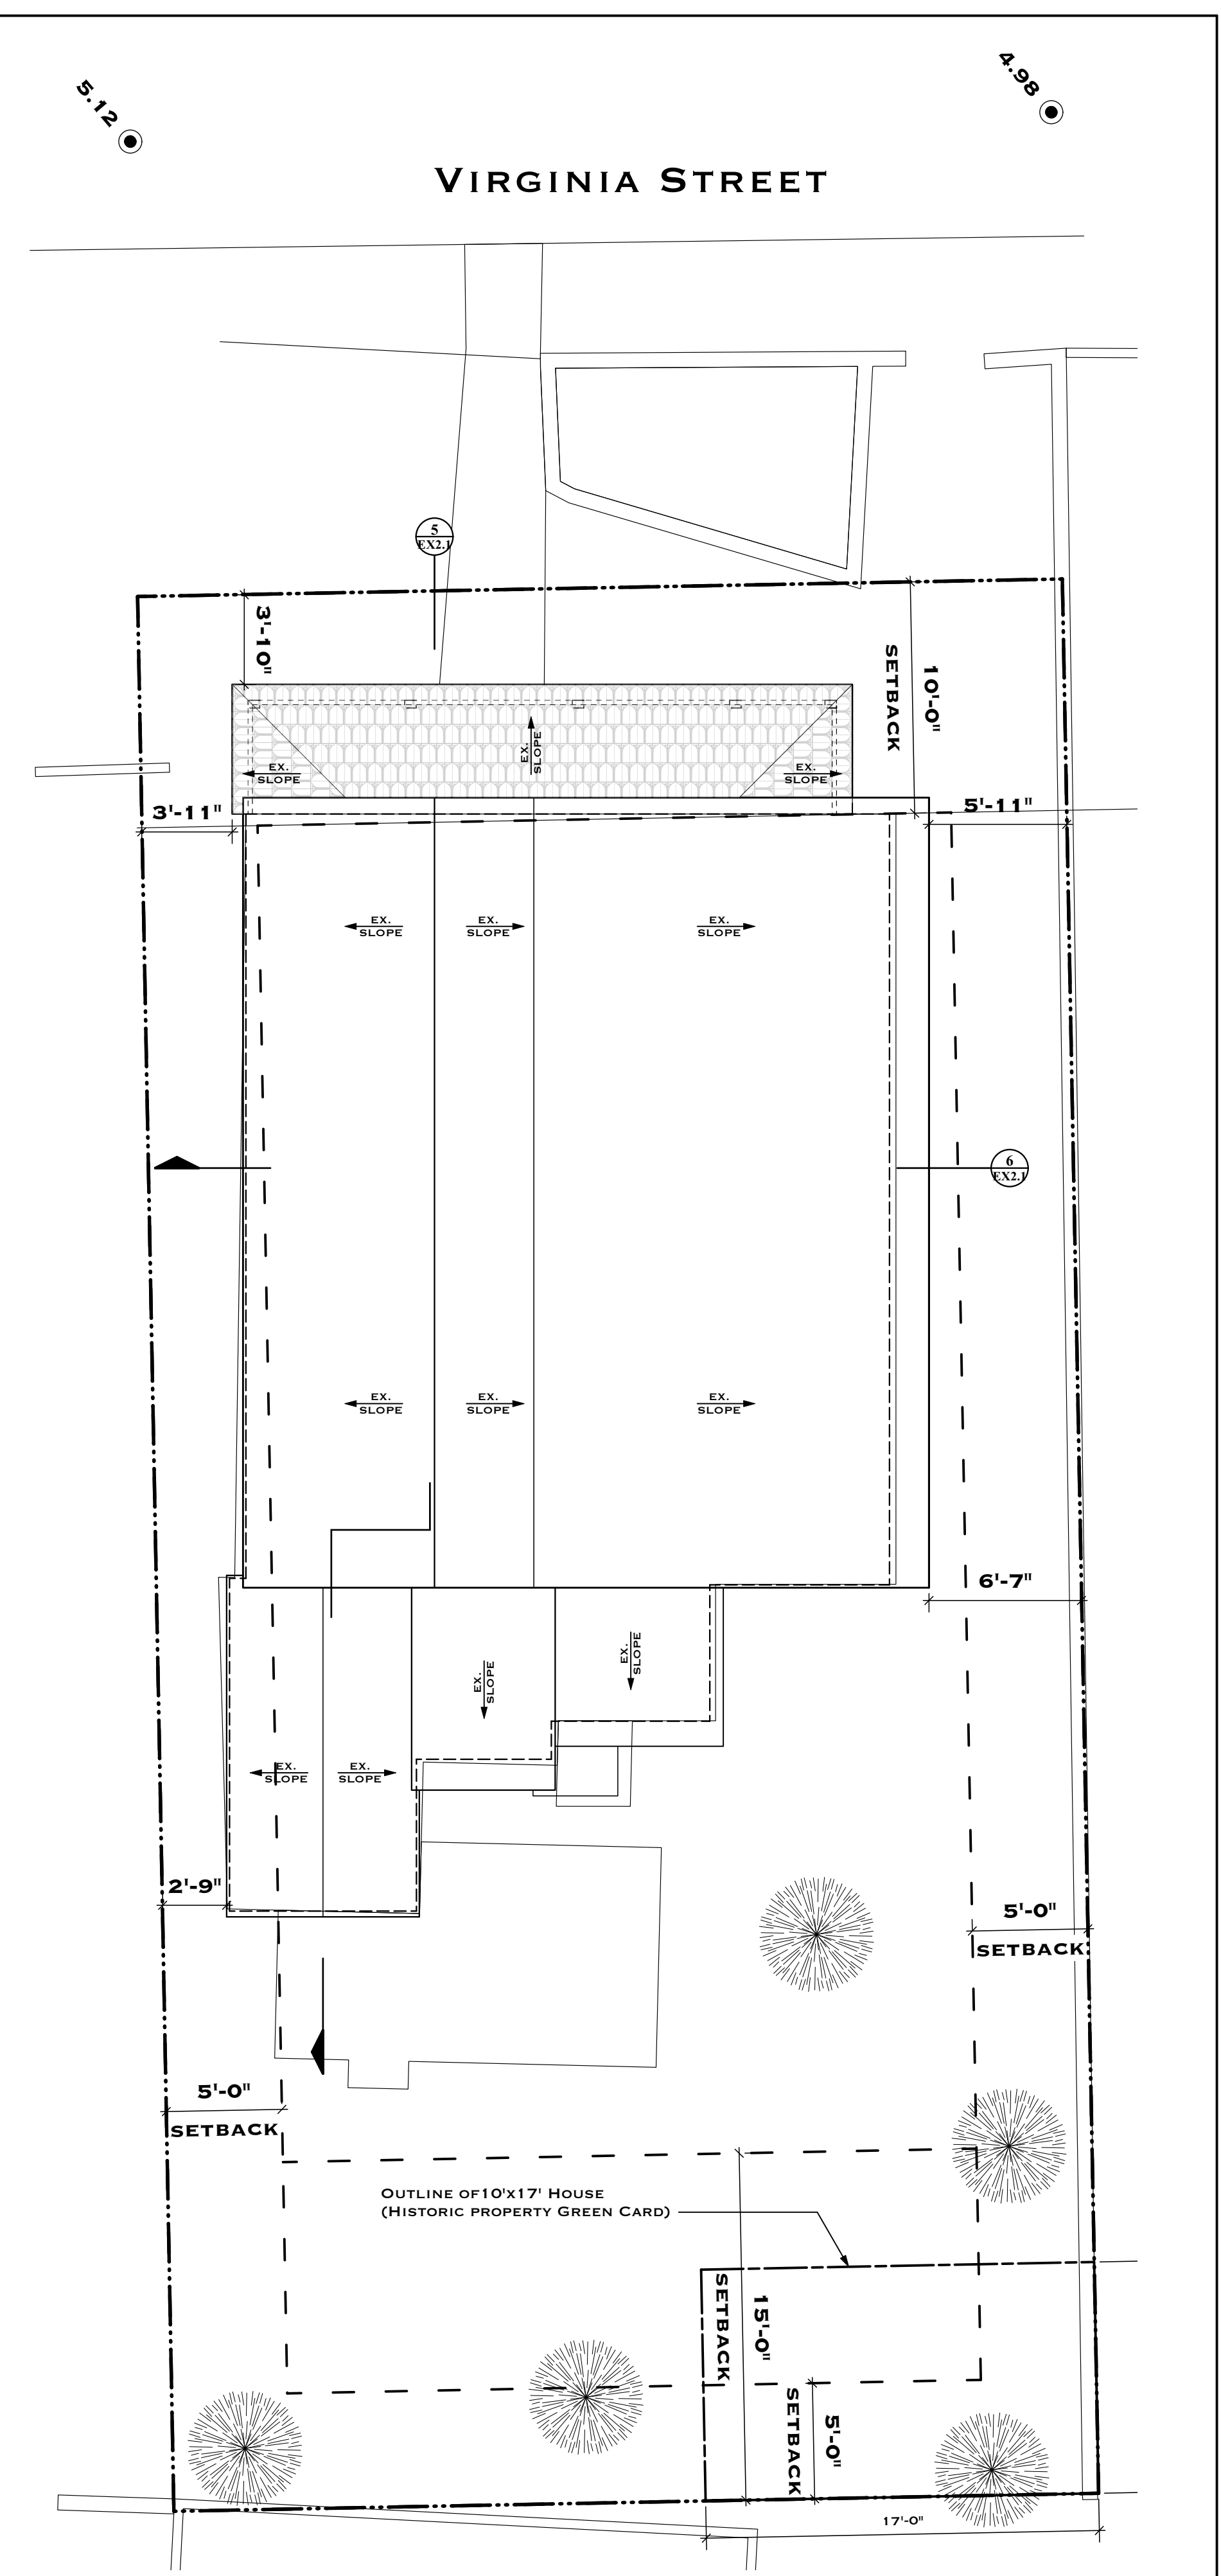 5.12
4.98
VIRGINIA STREET
5
EX2.1
3'-10"
10'-0"
SETBACK
EX.
SLOPE
EX.
SLOPE
EX.
SLOPE
3'-11"
5'-11"
EX.
SLOPE
EX.
SLOPE
EX.
SLOPE
6
EX2.1
EX.
SLOPE
EX.
SLOPE
EX.
SLOPE
6'-7"
EX.
SLOPE
EX.
SLOPE
EX.
SLOPE
EX.
SLOPE
2'-9"
5'-0"
SETBACK
5'-0"
SETBACK
OUTLINE OF10'X17' HOUSE
(HISTORIC PROPERTY GREEN CARD)
15'-0"
SETBACK
5'-0"
SETBACK
17'-0"